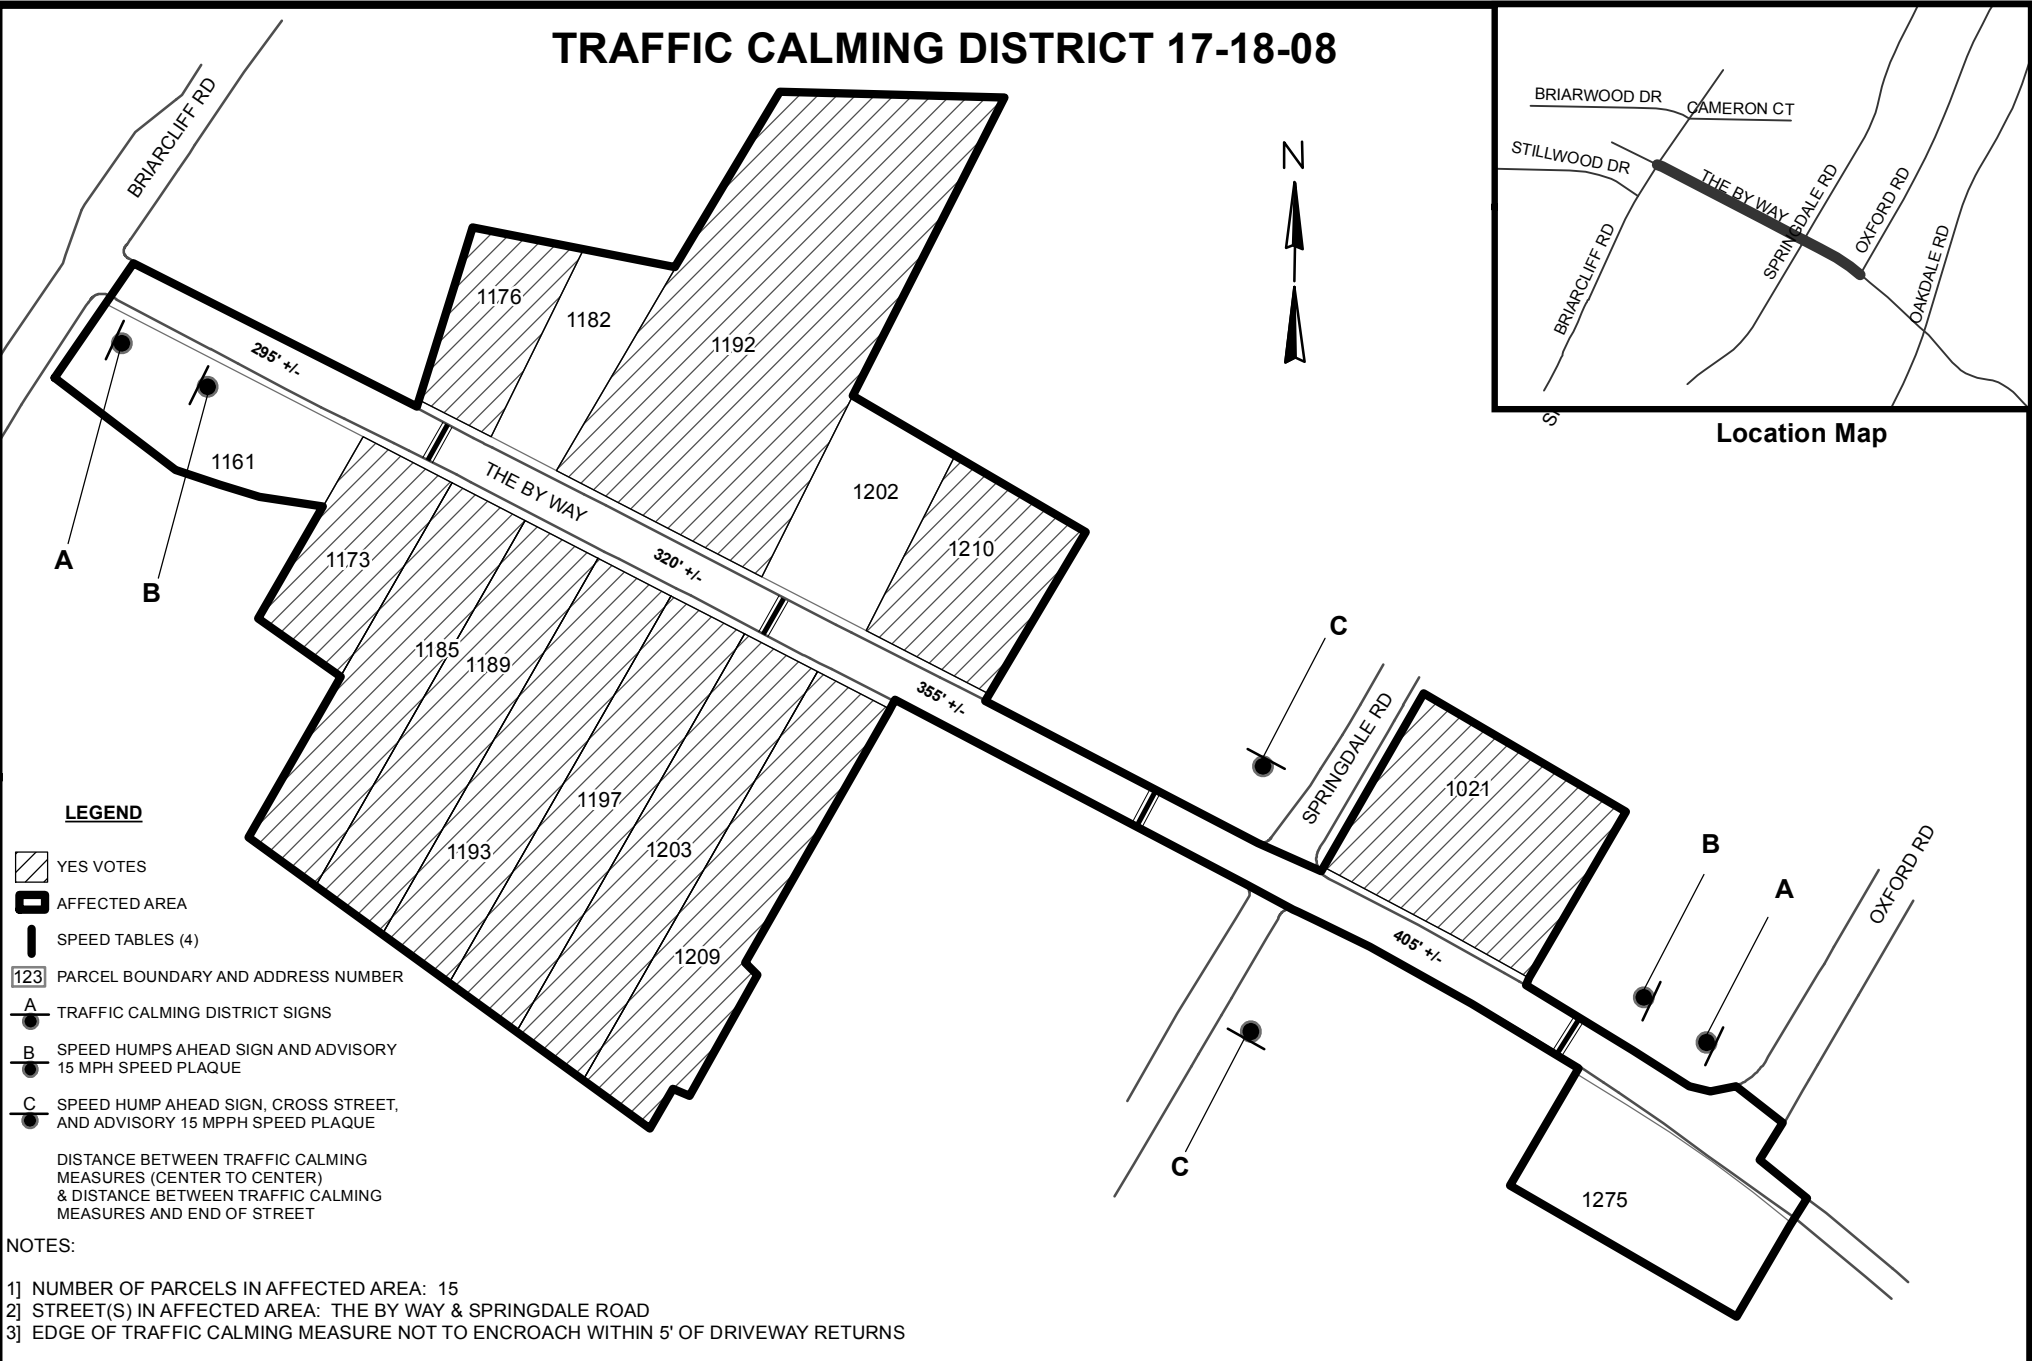 TRAFFIC CALMING DISTRICT 17-18-08
BRIARCLIFF RD
N
BRIARWOOD DR
CAMERON CT
STILLWOOD DR
THE BY WAY
SPRINGDALE RD
OXFORD RD
BRIARCLIFF RD
OAKDALE RD
Location Map
1176
1182
1192
295' +/-
1161
THE BY WAY
1202
1210
A
B
1173
320' +/-
1185
1189
355' +/-
C
SPRINGDALE RD
1021
1197
1193
1203
1209
B
A
OXFORD RD
405' +/-
C
1275
LEGEND
YES VOTES
AFFECTED AREA
SPEED TABLES (4)
123 PARCEL BOUNDARY AND ADDRESS NUMBER
A TRAFFIC CALMING DISTRICT SIGNS
B SPEED HUMPS AHEAD SIGN AND ADVISORY
15 MPH SPEED PLAQUE
C SPEED HUMP AHEAD SIGN, CROSS STREET,
AND ADVISORY 15 MPPH SPEED PLAQUE
DISTANCE BETWEEN TRAFFIC CALMING
MEASURES (CENTER TO CENTER)
& DISTANCE BETWEEN TRAFFIC CALMING
MEASURES AND END OF STREET
NOTES:
1] NUMBER OF PARCELS IN AFFECTED AREA: 15
2] STREET(S) IN AFFECTED AREA: THE BY WAY & SPRINGDALE ROAD
3] EDGE OF TRAFFIC CALMING MEASURE NOT TO ENCROACH WITHIN 5' OF DRIVEWAY RETURNS